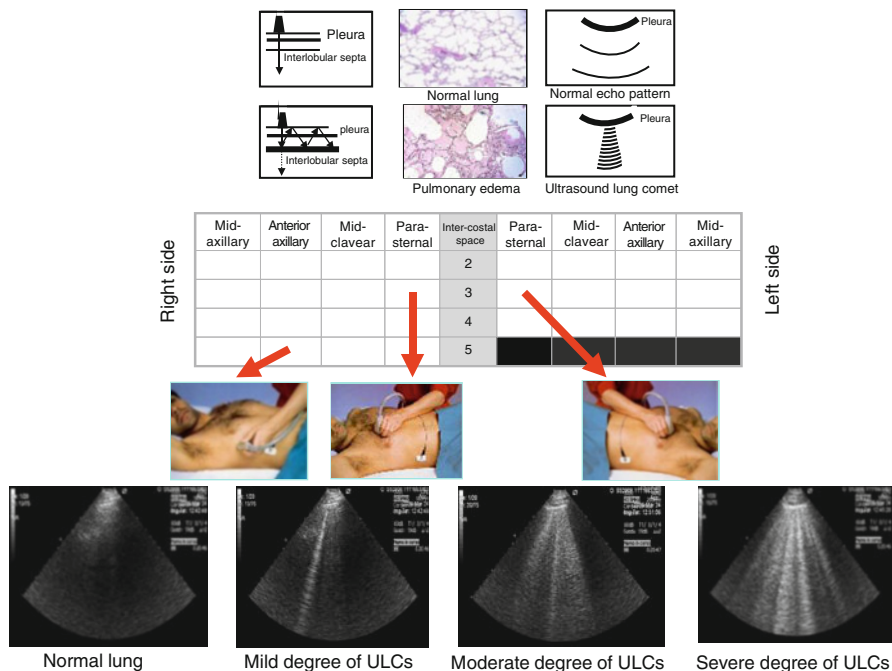 Pleura
Interlobular septa
Normal lung
Pleura
Normal echo pattern
pleura
Interlobular septa
Pulmonary edema
Pleura
Ultrasound lung comet
Right side
Mid-
axillary
Anterior
axillary
Mid-
clavear
Para-
sternal
Inter-costal
space
Para-
sternal
Mid-
clavear
Anterior
axillary
Mid-
axillary
Left side
2
3
4
5
Normal lung
Mild degree of ULCs
Moderate degree of ULCs
Severe degree of ULCs